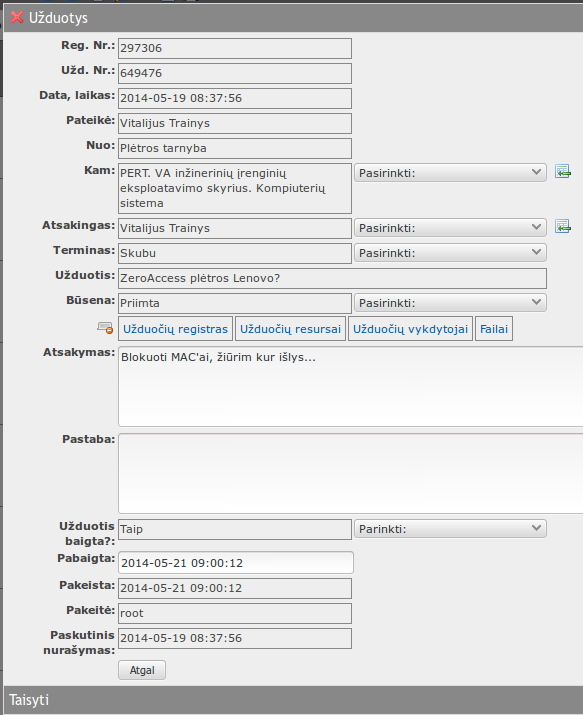 Užduotys
Reg. Nr.: 297306
Užd. Nr.: 649476
Data, laikas: 2014-05-19 08:37:56
Pateikė: Vitalijus Trainys
Nuo: Plėtros tarnyba
Kam: PERT. VA inžinerinių įrenginių Pasirinkti:
eksploatavimo skyrius. Kompiuterių
sistema
Atsakingas: Vitalijus Trainys Pasirinkti:
Terminas: Skubu Pasirinkti:
Užduotis: ZeroAccess plėtros Lenovo?
Būsena: Priimta Pasirinkti:
Užduočių registras Užduočių resursai Užduočių vykdytojai Failai
Atsakymas: Blokuoti MAC'ai, žiūrim kur išlys...
Pastaba:
Užduotis Taip Parinkti:
baigta?:
Pabaigta: 2014-05-21 09:00:12
Pakeista: 2014-05-21 09:00:12
Pakeitė: root
Paskutinis 2014-05-19 08:37:56
nurašymas:
Atgal
Taisyti